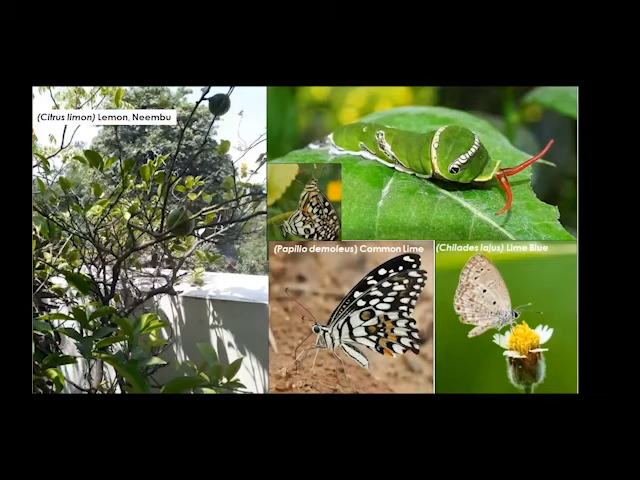 (Citrus limon) Lemon, Neembu
(Papilio demoleus) Common Lime
(Chilades lajus) Lime Blue